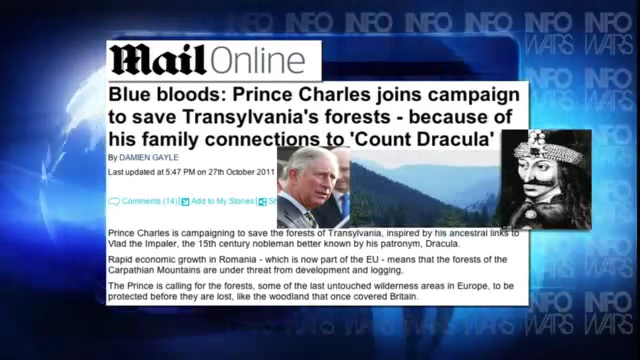 INFO WARS INFO WARS INFO WARS
Mail Online
Blue bloods: Prince Charles joins campaign
to save Transylvania's forests - because of
his family connections to 'Count Dracula'
By DAMIEN GAYLE
Last updated at 5:47 PM on 27th October 2011
Comments (14) Add to My Stories Sh
Prince Charles is campaigning to save the forests of Transylvania, inspired by his ancestral links to
Vlad the Impaler, the 15th century nobleman better known by his patronym, Dracula.
Rapid economic growth in Romania - which is now part of the EU - means that the forests of the
Carpathian Mountains are under threat from development and logging.
The Prince is calling for the forests, some of the last untouched wilderness areas in Europe, to be
protected before they are lost, like the woodland that once covered Britain.